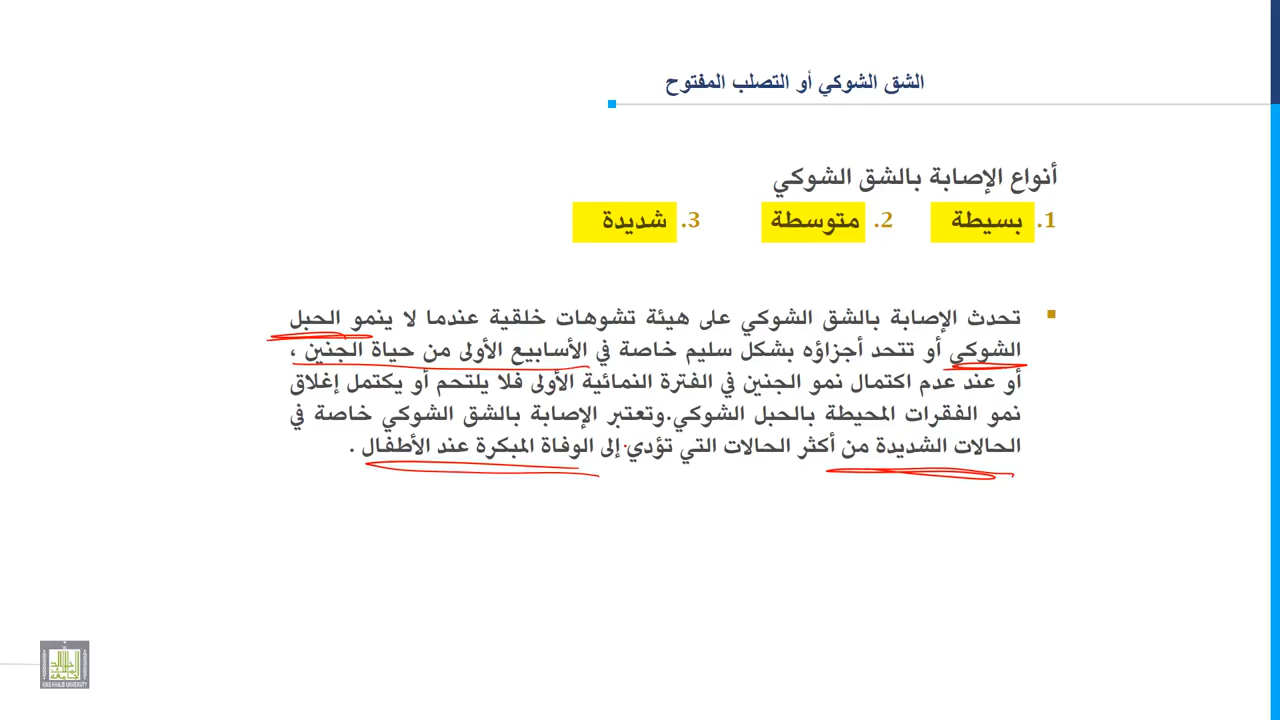 الشق الشوكي أو التصلب المفتوح
أنواع الإصابة بالشق الشوكي
1. بسيطة 2. متوسطة 3. شديدة
تحدث الإصابة بالشق الشوكي على هيئة تشوهات خلقية عندما لا ينمو الحبل
الشوكي أو تتحد أجزاؤه بشكل سليم خاصة في الأسابيع الأولى من حياة الجنين ،
أو عند عدم اكتمال نمو الجنين في الفترة النمائية الأولى فلا يلتحم أو يكتمل إغلاق
نمو الفقرات المحيطة بالحبل الشوكي.وتعتبر الإصابة بالشق الشوكي خاصة في
الحالات الشديدة من أكثر الحالات التي تؤدي إلى الوفاة المبكرة عند الأطفال .
KING KHALID UNIVERSITY